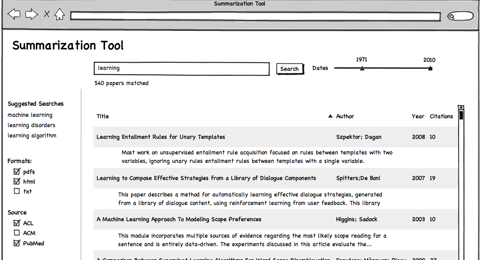 Summarization Tool
Summarization Tool
learning
Search
Dates
1971
2010
540 papers matched
Suggested Searches
machine learning
learning disorders
learning algorithm
Formats:
pdfs
html
txt
Source
ACL
ACM
PubMed
Title
Author
Year
Citations
Learning Entailment Rules for Unary Templates
Szpektor; Dagan
2008
10
Most work on unsupervised entailment rule acquisition focused on rules between templates with two
variables, ignoring unary rules entailment rules between templates with a single variable.
Learning to Compose Effective Strategies from a Library of Dialogue Components
Spitters;De Boni
2007
19
This paper describes a method for automatically learning effective dialogue strategies, generated
from a library of dialogue content, using reinforcement learning from user feedback. This library
A Machine Learning Approach To Modeling Scope Preferences
Higgins; Sadock
2003
10
This module incorporates multiple sources of evidence regarding the most likely scope reading for a
sentence and is entirely data-driven. The experiments discussed in this article evaluate the...